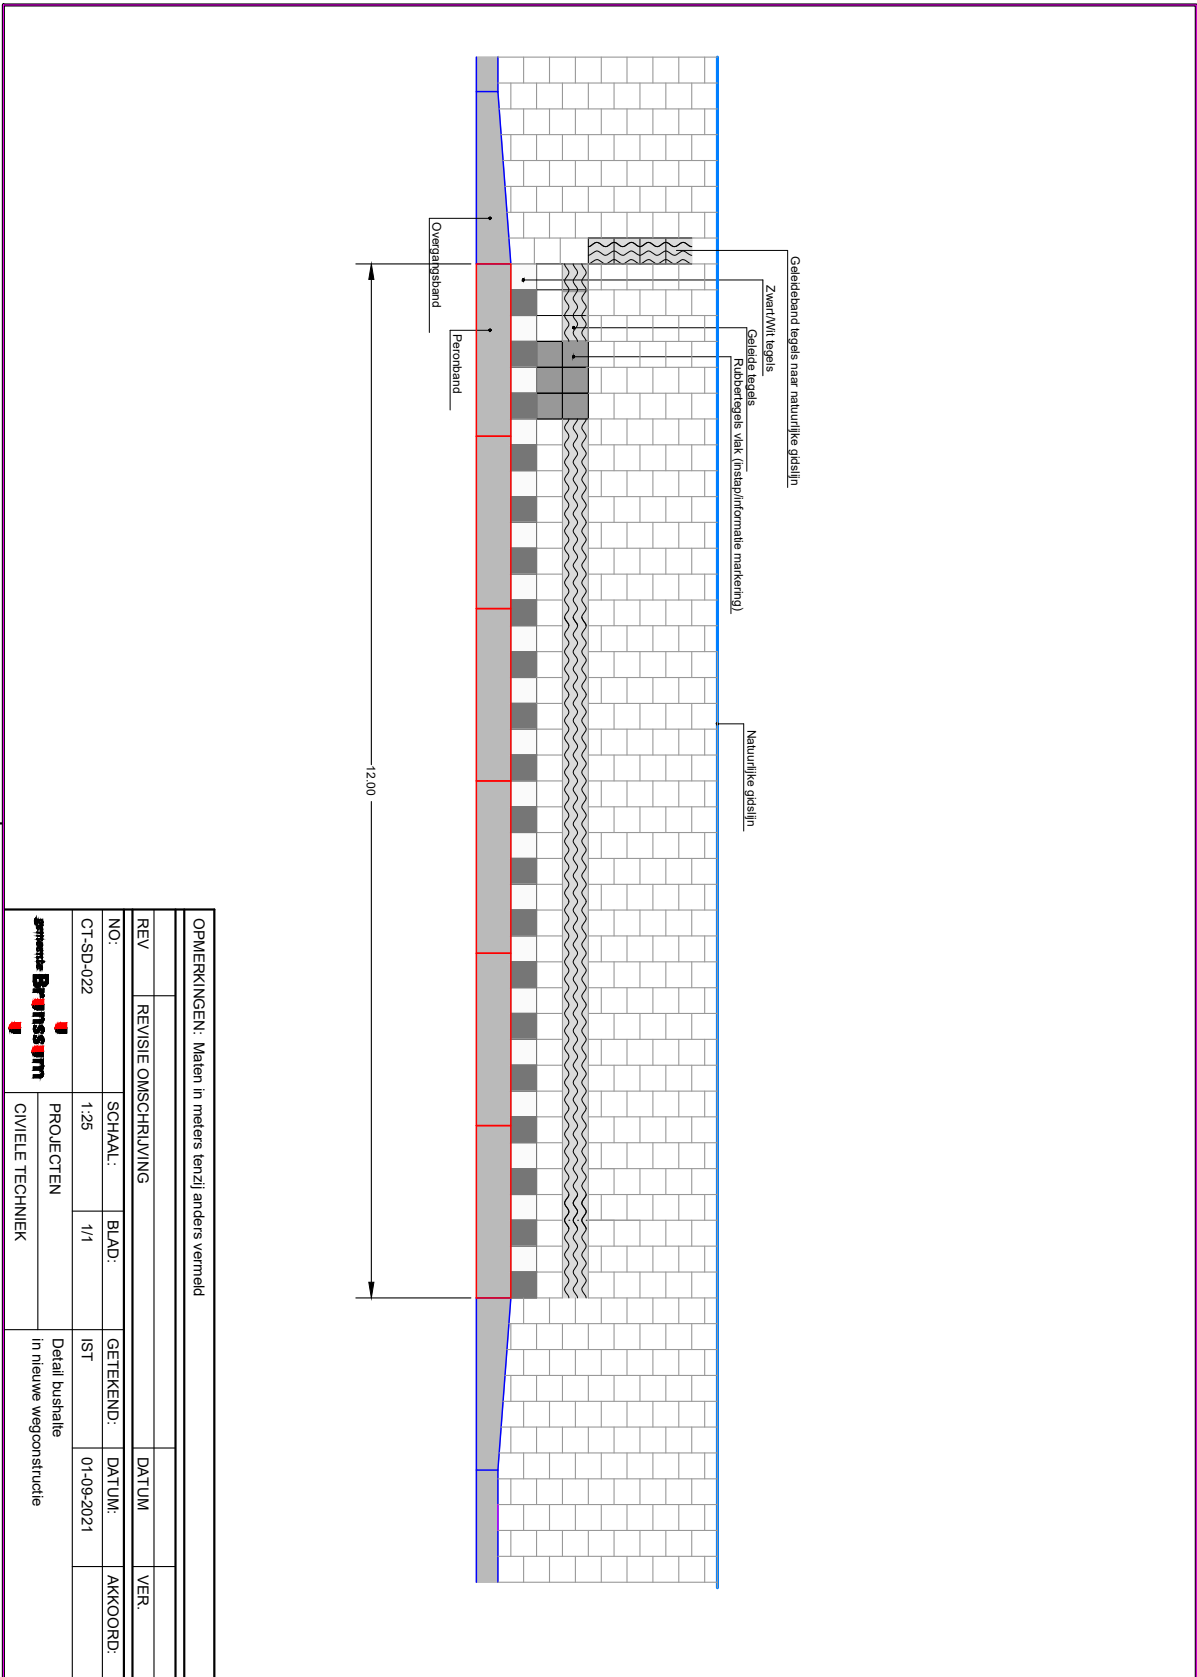 Geleideband tegels naar natuurlijke gidslijn
Zwart/Wit tegels
Geleide tegels
Rubbertegels vlak (instap/informatie markering)
Natuurlijke gidslijn
Overgangsband
Peronband
12.00
OPMERKINGEN: Maten in meters tenzij anders vermeld
REV REVISIE OMSCHRIJVING DATUM VER.
NO: SCHAAL: BLAD: GETEKEND: DATUM: AKKOORD:
CT-SD-022 1:25 1/1 IST 01-09-2021
gemeente Brunssum
PROJECTEN
CIVIELE TECHNIEK
Detail bushalte
in nieuwe wegconstructie